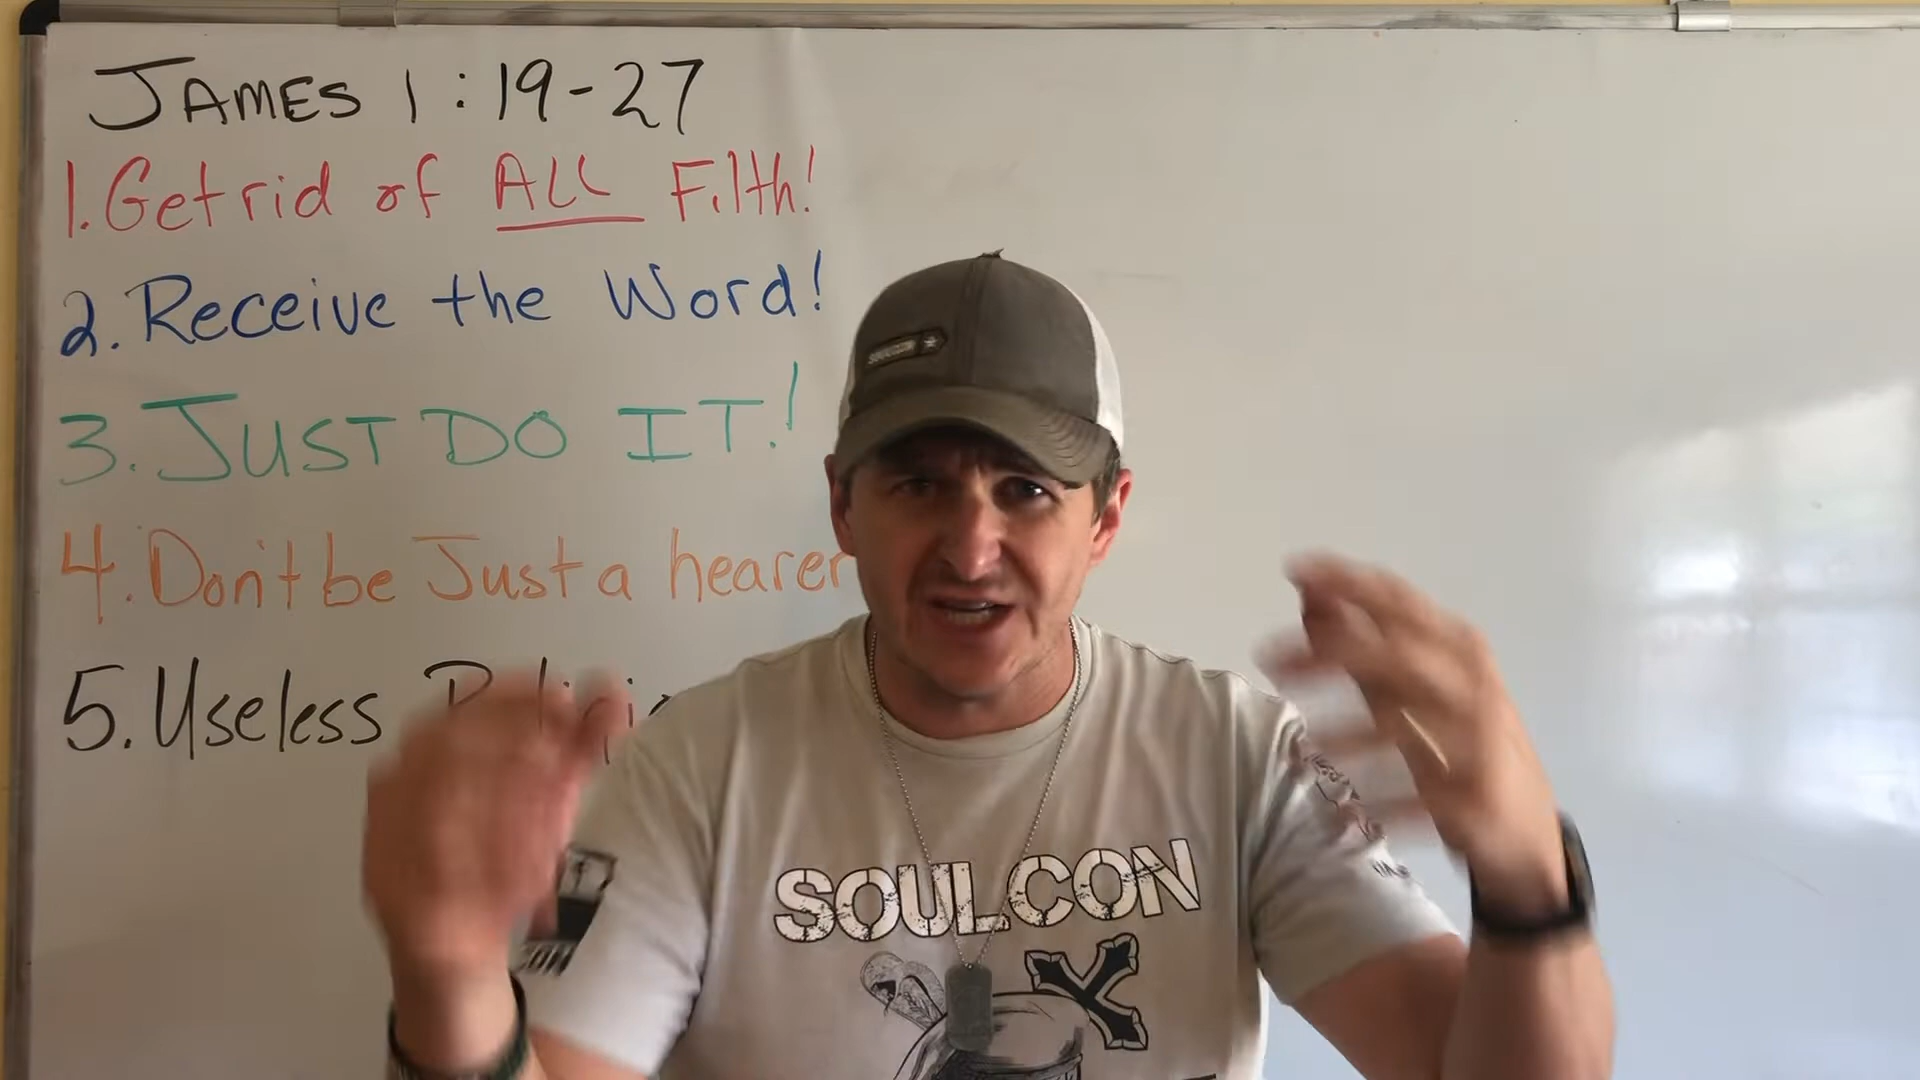 JAMES 1:19-27
1. Get rid of ALL Filth!
2. Receive the Word!
3. JUST DO IT!
4. Don't be Just a hearer
5. Useless
SOULCON